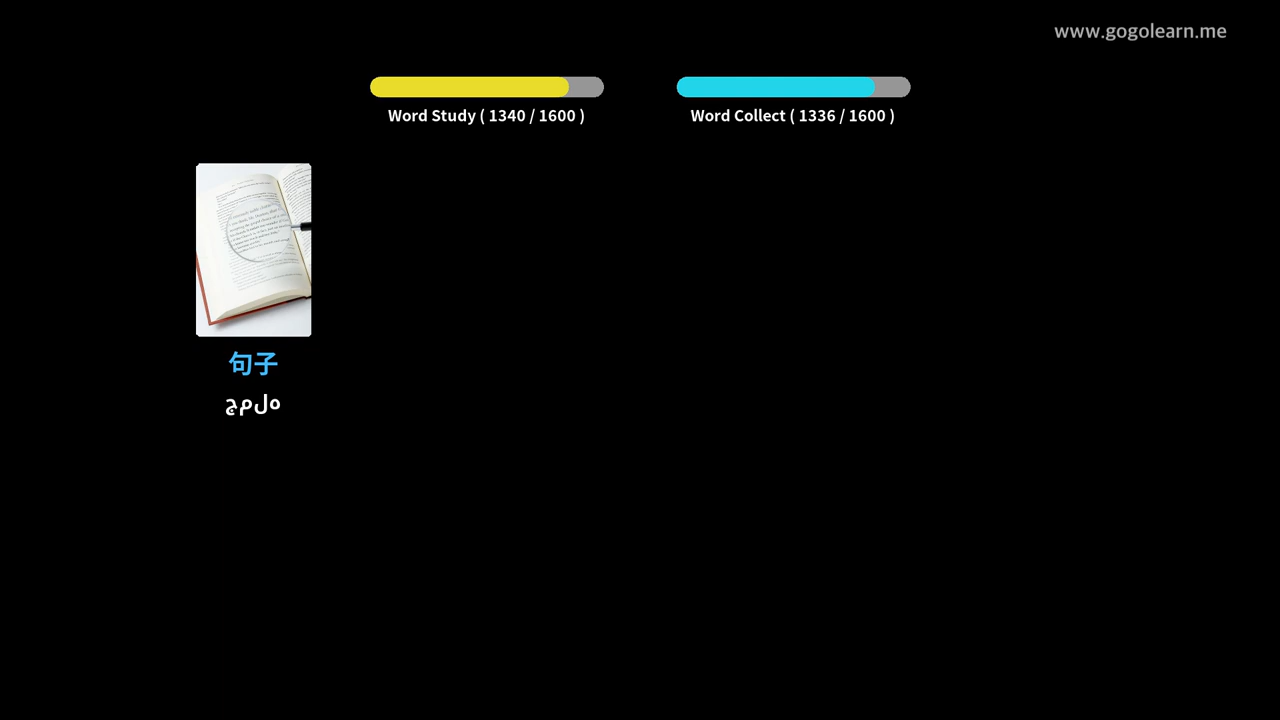 www.gogolearn.me
Word Study ( 1340 / 1600 )
Word Collect ( 1336 / 1600 )
句子
جمله